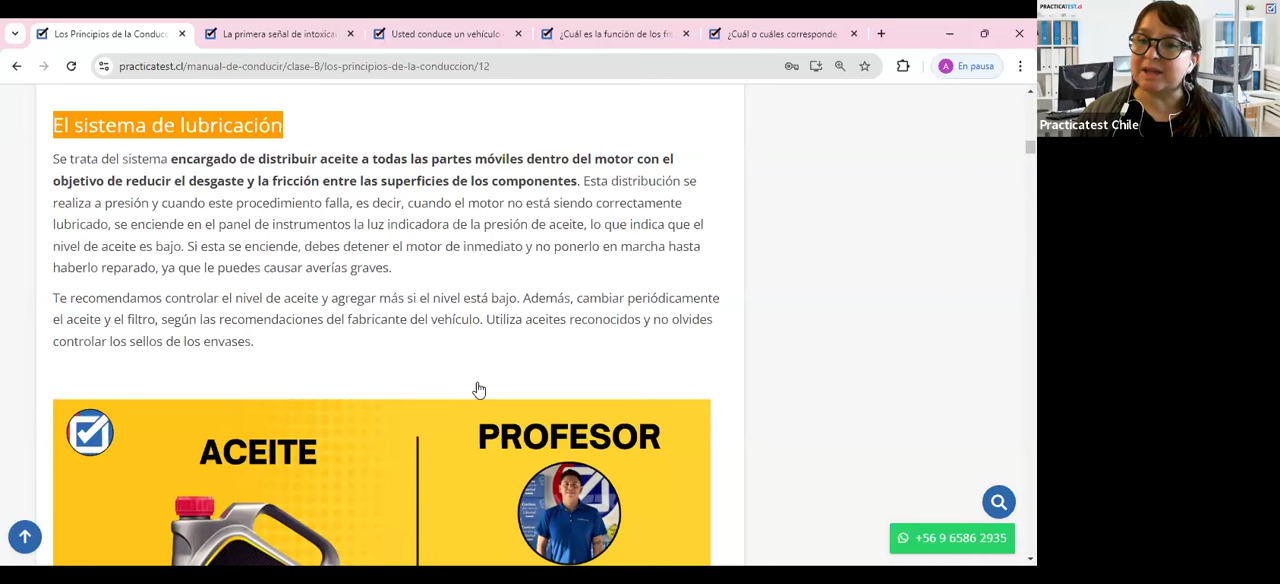 Los Principios de la Conducc
La primera señal de intoxica
Usted conduce un vehículo
¿Cuál es la función de los fre
¿Cuál o cuáles corresponde
practicatest.cl/manual-de-conducir/clase-B/los-principios-de-la-conduccion/12
A En pausa
PRACTICATEST.cl
Practicatest Chile
El sistema de lubricación
Se trata del sistema encargado de distribuir aceite a todas las partes móviles dentro del motor con el
objetivo de reducir el desgaste y la fricción entre las superficies de los componentes. Esta distribución se
realiza a presión y cuando este procedimiento falla, es decir, cuando el motor no está siendo correctamente
lubricado, se enciende en el panel de instrumentos la luz indicadora de la presión de aceite, lo que indica que el
nivel de aceite es bajo. Si esta se enciende, debes detener el motor de inmediato y no ponerlo en marcha hasta
haberlo reparado, ya que le puedes causar averías graves.
Te recomendamos controlar el nivel de aceite y agregar más si el nivel está bajo. Además, cambiar periódicamente
el aceite y el filtro, según las recomendaciones del fabricante del vehículo. Utiliza aceites reconocidos y no olvides
controlar los sellos de los envases.
ACEITE
PROFESOR
+56 9 6586 2935